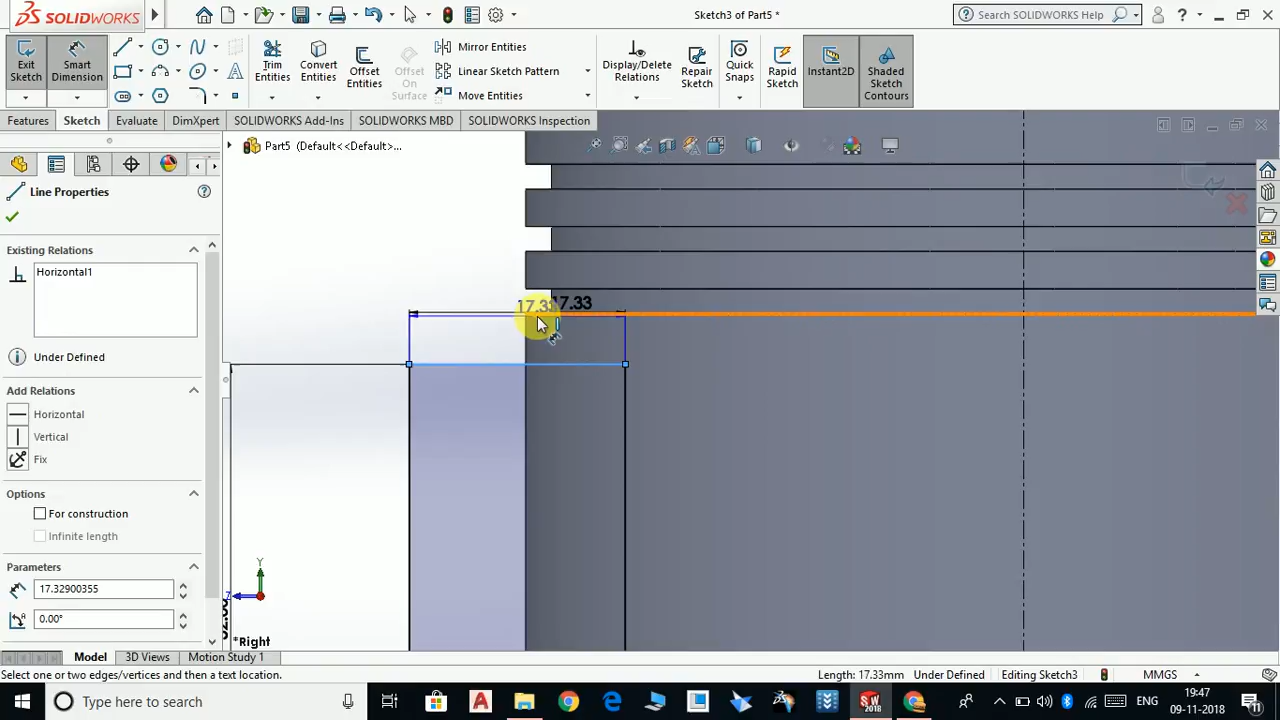 SOLIDWORKS
Sketch3 of Part5 *
Search SOLIDWORKS Help
?
Exit Sketch
Smart Dimension
Trim Entities
Convert Entities
Offset Entities
Offset On Surface
Mirror Entities
Linear Sketch Pattern
Move Entities
Display/Delete Relations
Repair Sketch
Quick Snaps
Rapid Sketch
Instant2D
Shaded Sketch Contours
Features
Sketch
Evaluate
DimXpert
SOLIDWORKS Add-Ins
SOLIDWORKS MBD
SOLIDWORKS Inspection
Part5 (Default<<Default>...
Line Properties
?
Existing Relations
Horizontal1
Under Defined
Add Relations
Horizontal
Vertical
Fix
Options
For construction
Infinite length
Parameters
17.32900355
0.00°
17.33
Y
Z
*Right
Model
3D Views
Motion Study 1
Select one or two edges/vertices and then a text location.
Length: 17.33mm
Under Defined
Editing Sketch3
MMGS
Type here to search
SW 2018
ENG
19:47
09-11-2018